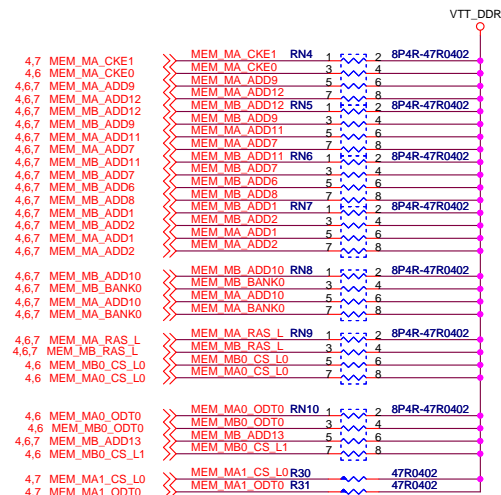 VTT_DDR
4,7 MEM_MA_CKE1 MEM_MA_CKE1 RN4 1 2 8P4R-47R0402
4,6 MEM_MA_CKE0 MEM_MA_CKE0 3 4
4,6,7 MEM_MA_ADD9 MEM_MA_ADD9 5 6
4,6,7 MEM_MA_ADD12 MEM_MA_ADD12 7 8
4,6,7 MEM_MB_ADD12 MEM_MB_ADD12 RN5 1 2 8P4R-47R0402
4,6,7 MEM_MB_ADD9 MEM_MB_ADD9 3 4
4,6,7 MEM_MA_ADD11 MEM_MA_ADD11 5 6
4,6,7 MEM_MA_ADD7 MEM_MA_ADD7 7 8
4,6,7 MEM_MB_ADD11 MEM_MB_ADD11 RN6 1 2 8P4R-47R0402
4,6,7 MEM_MB_ADD7 MEM_MB_ADD7 3 4
4,6,7 MEM_MB_ADD6 MEM_MB_ADD6 5 6
4,6,7 MEM_MB_ADD8 MEM_MB_ADD8 7 8
4,6,7 MEM_MB_ADD1 MEM_MB_ADD1 RN7 1 2 8P4R-47R0402
4,6,7 MEM_MB_ADD2 MEM_MB_ADD2 3 4
4,6,7 MEM_MA_ADD1 MEM_MA_ADD1 5 6
4,6,7 MEM_MA_ADD2 MEM_MA_ADD2 7 8
4,6,7 MEM_MB_ADD10 MEM_MB_ADD10 RN8 1 2 8P4R-47R0402
4,6,7 MEM_MB_BANK0 MEM_MB_BANK0 3 4
4,6,7 MEM_MA_ADD10 MEM_MA_ADD10 5 6
4,6,7 MEM_MA_BANK0 MEM_MA_BANK0 7 8
4,6,7 MEM_MA_RAS_L MEM_MA_RAS_L RN9 1 2 8P4R-47R0402
4,6,7 MEM_MB_RAS_L MEM_MB_RAS_L 3 4
4,6 MEM_MB0_CS_L0 MEM_MB0_CS_L0 5 6
4,6 MEM_MA0_CS_L0 MEM_MA0_CS_L0 7 8
4,6 MEM_MA0_ODT0 MEM_MA0_ODT0 RN10 1 2 8P4R-47R0402
4,6 MEM_MB0_ODT0 MEM_MB0_ODT0 3 4
4,6,7 MEM_MB_ADD13 MEM_MB_ADD13 5 6
4,6 MEM_MB0_CS_L1 MEM_MB0_CS_L1 7 8
4,7 MEM_MA1_CS_L0 MEM_MA1_CS_L0 R30 47R0402
4,7 MEM_MA1_ODT0 MEM_MA1_ODT0 R31 47R0402